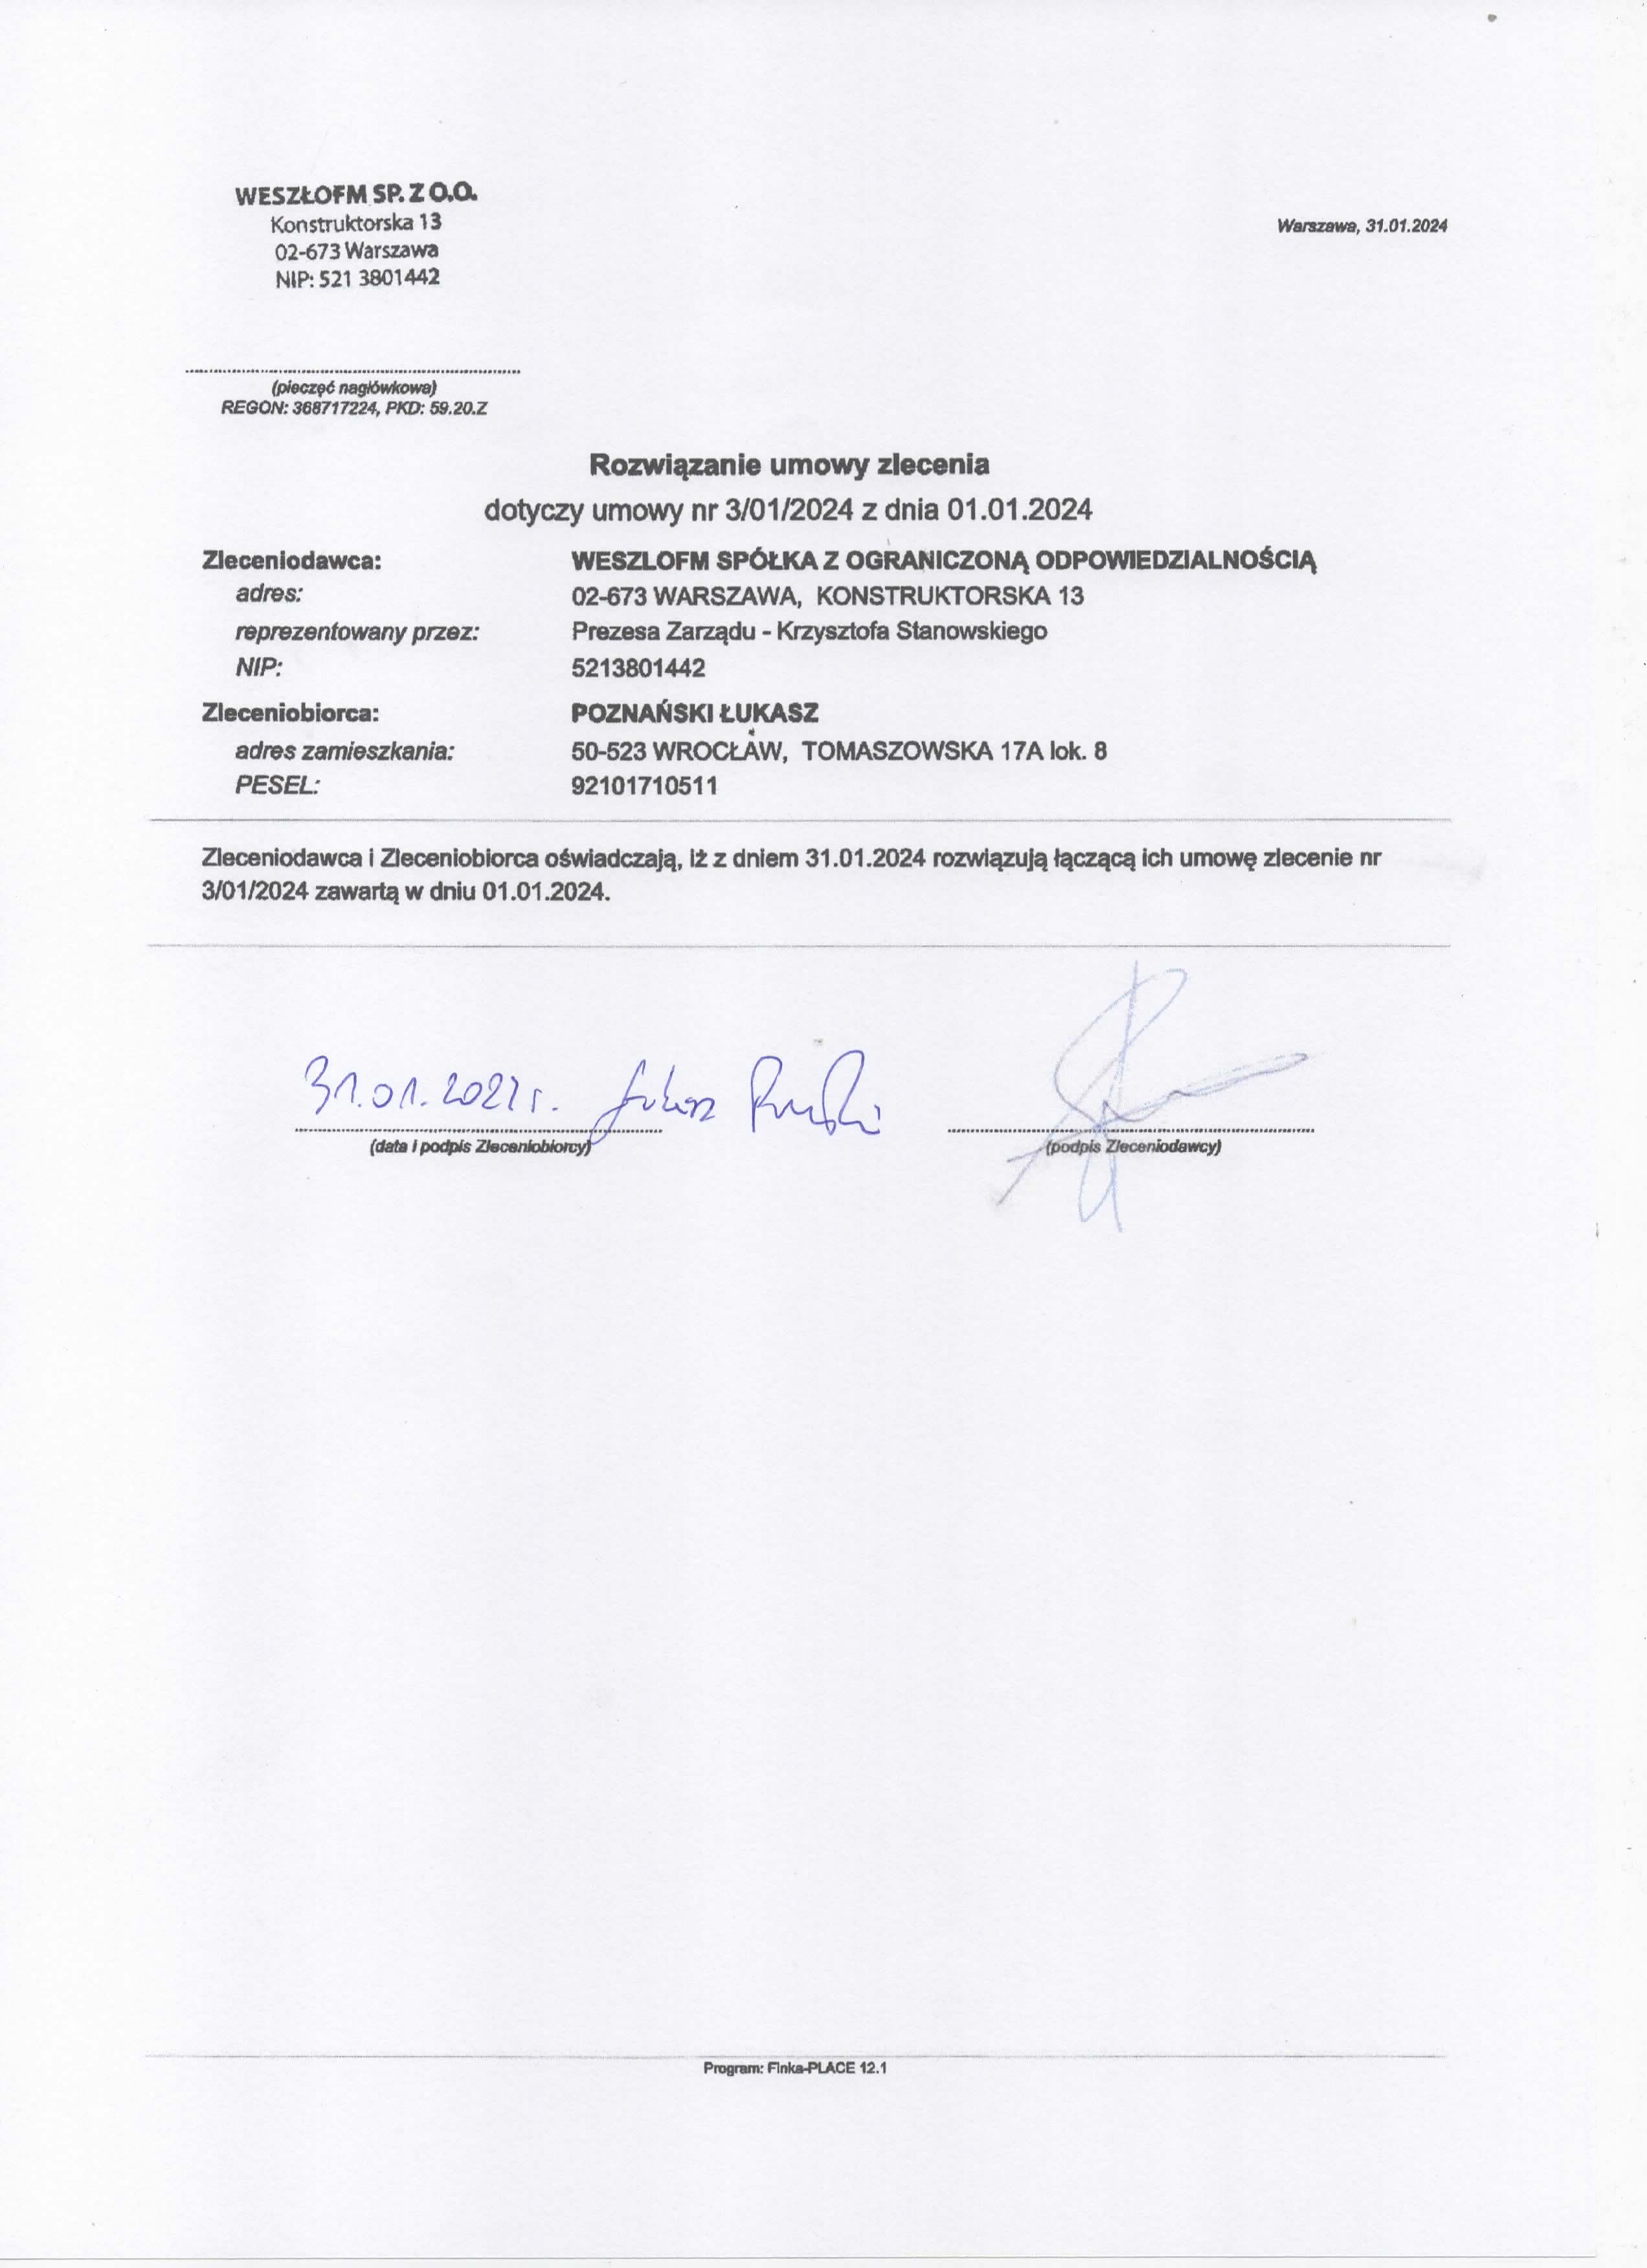 WESZŁOFM SP. Z O.O.
Konstruktorska 13
02-673 Warszawa
NIP: 521 3801442
Warszawa, 31.01.2024
(pieczęć nagłówkowa)
REGON: 368717224, PKD: 59.20.Z
Rozwiązanie umowy zlecenia
dotyczy umowy nr 3/01/2024 z dnia 01.01.2024
Zleceniodawca: WESZLOFM SPÓŁKA Z OGRANICZONĄ ODPOWIEDZIALNOŚCIĄ
adres: 02-673 WARSZAWA, KONSTRUKTORSKA 13
reprezentowany przez: Prezesa Zarządu - Krzysztofa Stanowskiego
NIP: 5213801442
Zleceniobiorca: POZNAŃSKI ŁUKASZ
adres zamieszkania: 50-523 WROCŁAW, TOMASZOWSKA 17A lok. 8
PESEL: 92101710511
Zleceniodawca i Zleceniobiorca oświadczają, iż z dniem 31.01.2024 rozwiązują łączącą ich umowę zlecenie nr
3/01/2024 zawartą w dniu 01.01.2024.
31.01. Łukasz
(data i podpis Zleceniobiorcy) (podpis Zleceniodawcy)
Program: Finka-PLACE 12.1